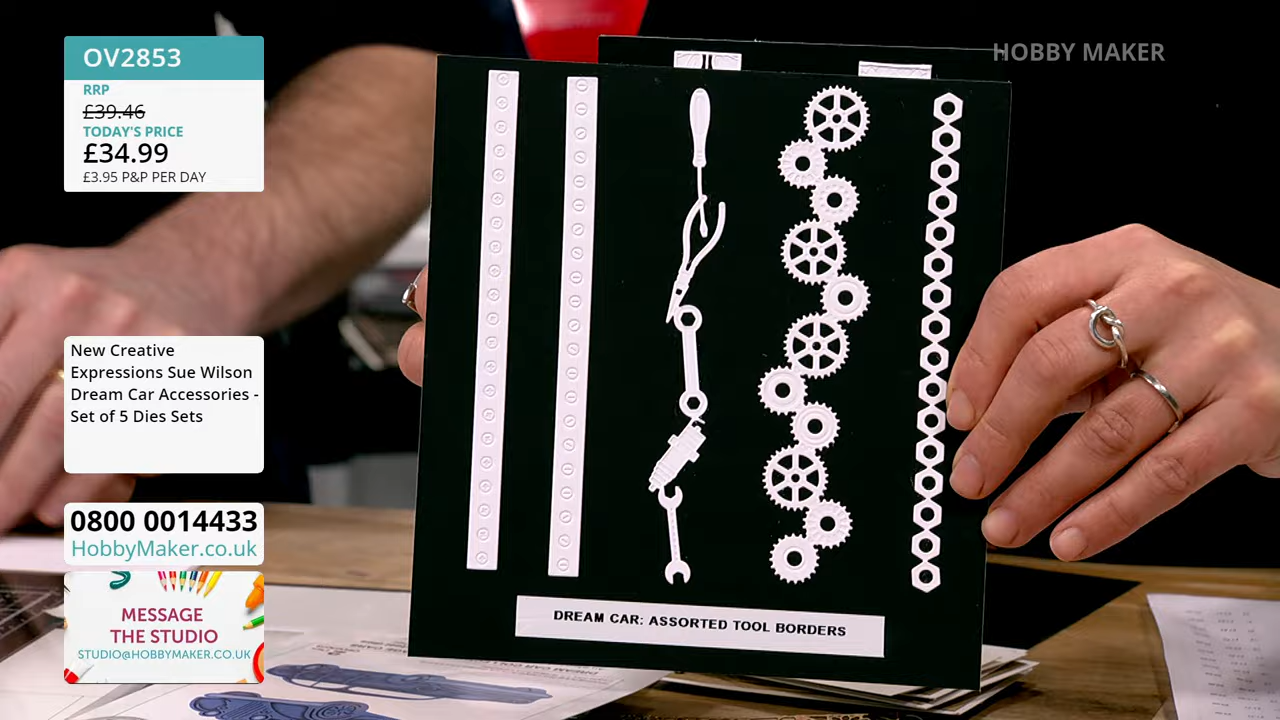 OV2853
RRP
£39.46
TODAY'S PRICE
£34.99
£3.95 P&P PER DAY
HOBBY MAKER
New Creative
Expressions Sue Wilson
Dream Car Accessories -
Set of 5 Dies Sets
0800 0014433
HobbyMaker.co.uk
MESSAGE
THE STUDIO
STUDIO@HOBBYMAKER.CO.UK
DREAM CAR: ASSORTED TOOL BORDERS